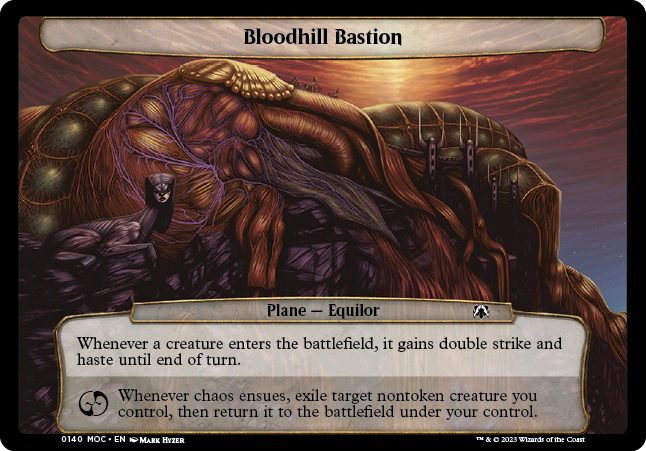 Bloodhill Bastion
Plane — Equilor
Whenever a creature enters the battlefield, it gains double strike and
haste until end of turn.
Whenever chaos ensues, exile target nontoken creature you
control, then return it to the battlefield under your control.
0140 MOC • EN Mark Hyzer
™ & © 2023 Wizards of the Coast